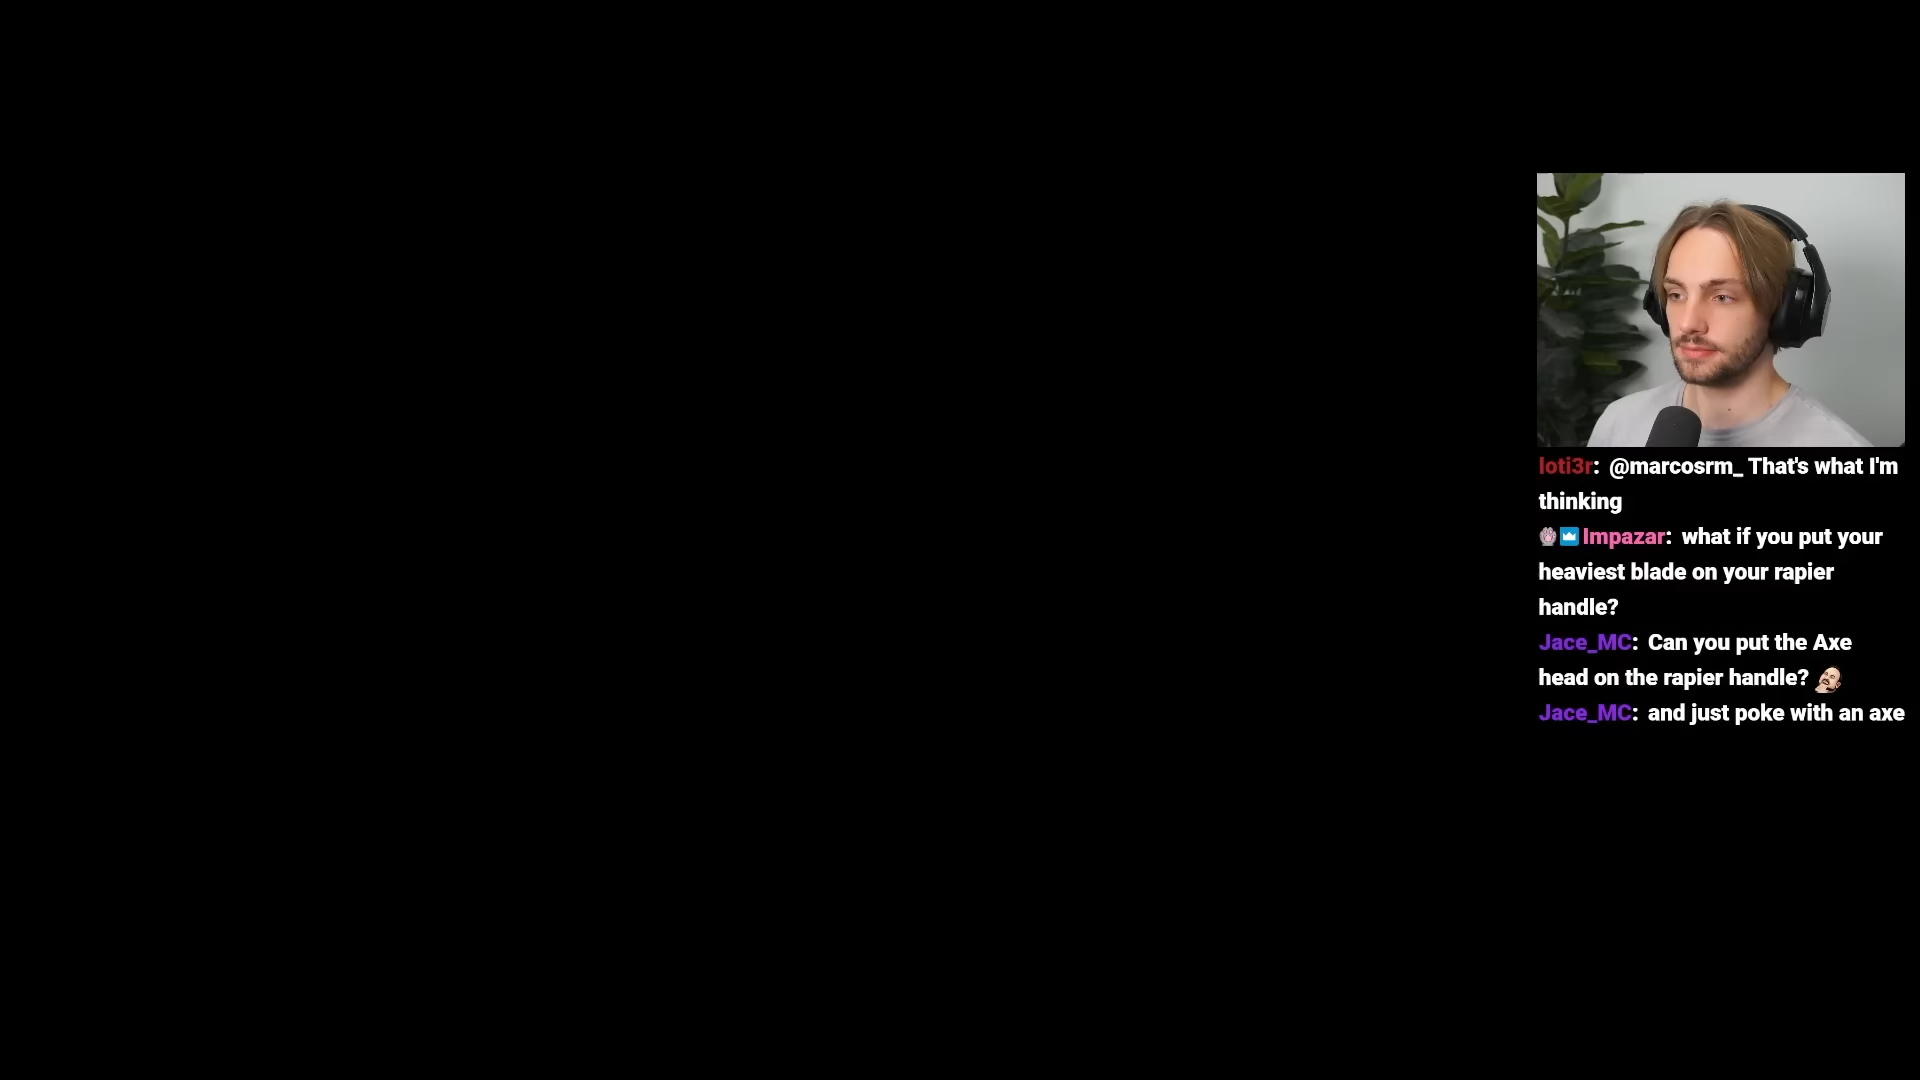 loti3r: @marcosrm_ That's what I'm
thinking
Impazar: what if you put your
heaviest blade on your rapier
handle?
Jace_MC: Can you put the Axe
head on the rapier handle?
Jace_MC: and just poke with an axe